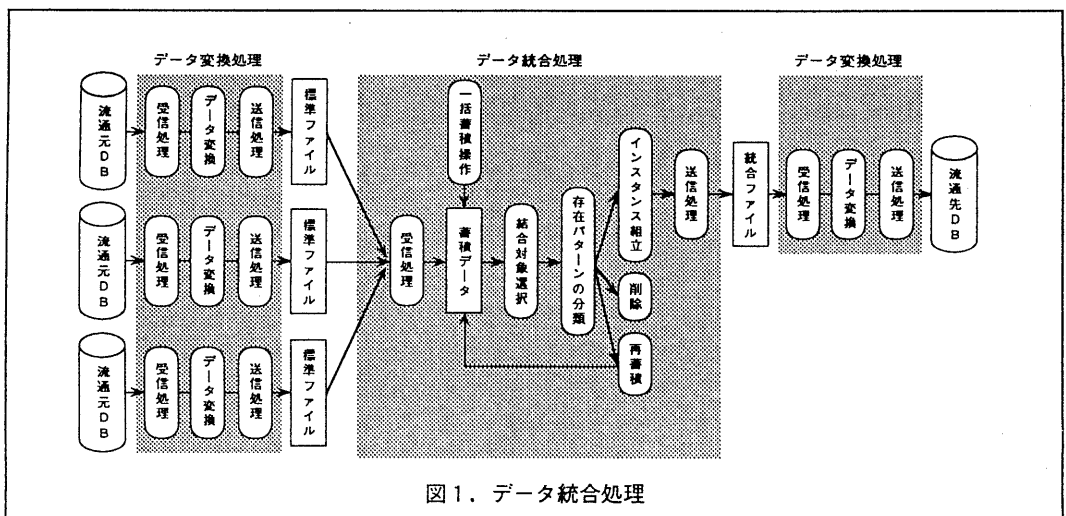 データ変換処理
データ統合処理
データ変換処理
流通元DB
受信処理
データ変換
送信処理
標準ファイル
流通元DB
受信処理
データ変換
送信処理
標準ファイル
流通元DB
受信処理
データ変換
送信処理
標準ファイル
受信処理
一括蓄積操作
蓄積データ
結合対象選択
存在パターンの分類
インスタンス組立
削除
再蓄積
送信処理
統合ファイル
受信処理
データ変換
送信処理
流通先DB
図1.データ統合処理